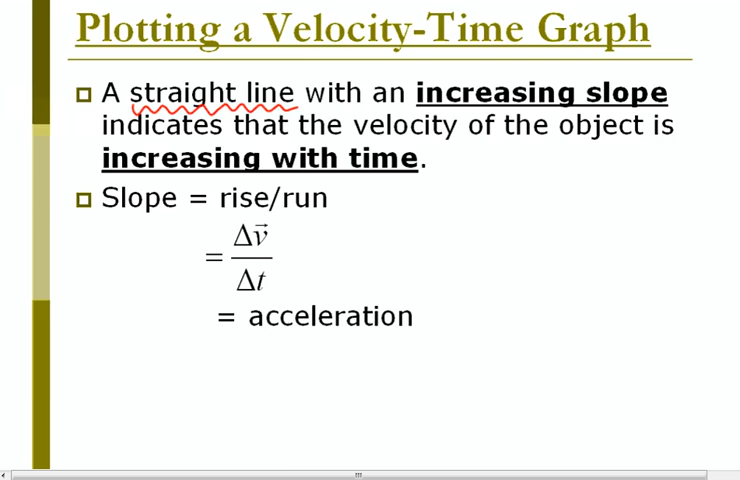 Plotting a Velocity-Time Graph
A straight line with an increasing slope
indicates that the velocity of the object is
increasing with time.
Slope = rise/run
= Δv⃗/Δt
= acceleration